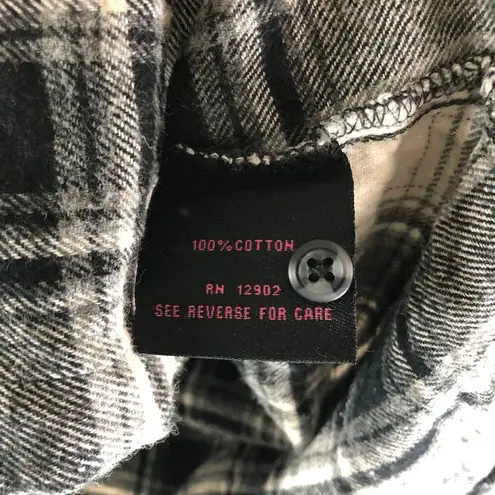 100% COTTON
RN 12902
SEE REVERSE FOR CARE